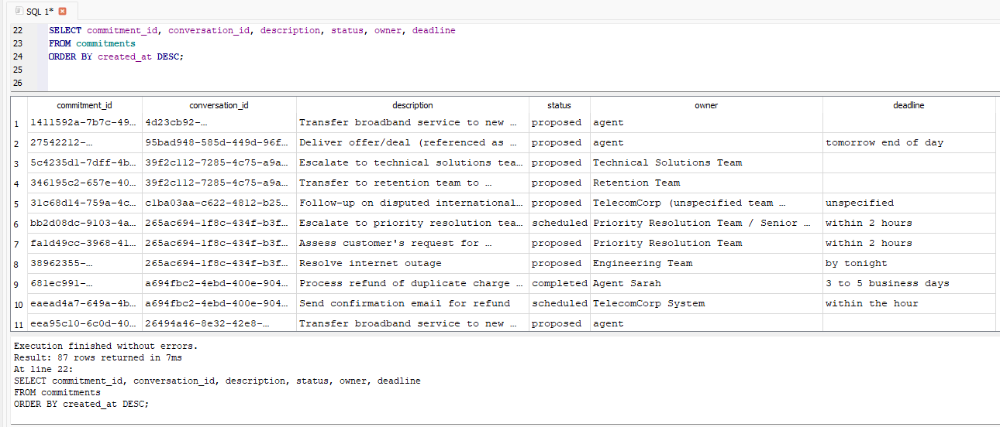 SQL 1*
22 SELECT commitment_id, conversation_id, description, status, owner, deadline
23 FROM commitments
24 ORDER BY created_at DESC;
25
26
commitment_id conversation_id description status owner deadline
1 1411592a-7b7c-49… 4d23cb92-… Transfer broadband service to new … proposed agent
2 27542212-… 95bad948-585d-449d-96f… Deliver offer/deal (referenced as … proposed agent tomorrow end of day
3 5c4235d1-7dff-4b… 39f2c112-7285-4c75-a9a… Escalate to technical solutions tea… proposed Technical Solutions Team
4 346195c2-657e-40… 39f2c112-7285-4c75-a9a… Transfer to retention team to … proposed Retention Team
5 31c68d14-759a-4c… c1ba03aa-c622-4812-b25… Follow-up on disputed international… proposed TelecomCorp (unspecified team … unspecified
6 bb2d08dc-9103-4a… 265ac694-1f8c-434f-b3f… Escalate to priority resolution tea… scheduled Priority Resolution Team / Senior … within 2 hours
7 fa1d49cc-3968-41… 265ac694-1f8c-434f-b3f… Assess customer's request for … proposed Priority Resolution Team within 2 hours
8 38962355-… 265ac694-1f8c-434f-b3f… Resolve internet outage proposed Engineering Team by tonight
9 681ec991-… a694fbc2-4ebd-400e-904… Process refund of duplicate charge … completed Agent Sarah 3 to 5 business days
10 eaead4a7-649a-4b… a694fbc2-4ebd-400e-904… Send confirmation email for refund scheduled TelecomCorp System within the hour
11 eea95c10-6c0d-40… 26494a46-8e32-42e8-… Transfer broadband service to new … proposed agent
Execution finished without errors.
Result: 87 rows returned in 7ms
At line 22:
SELECT commitment_id, conversation_id, description, status, owner, deadline
FROM commitments
ORDER BY created_at DESC;